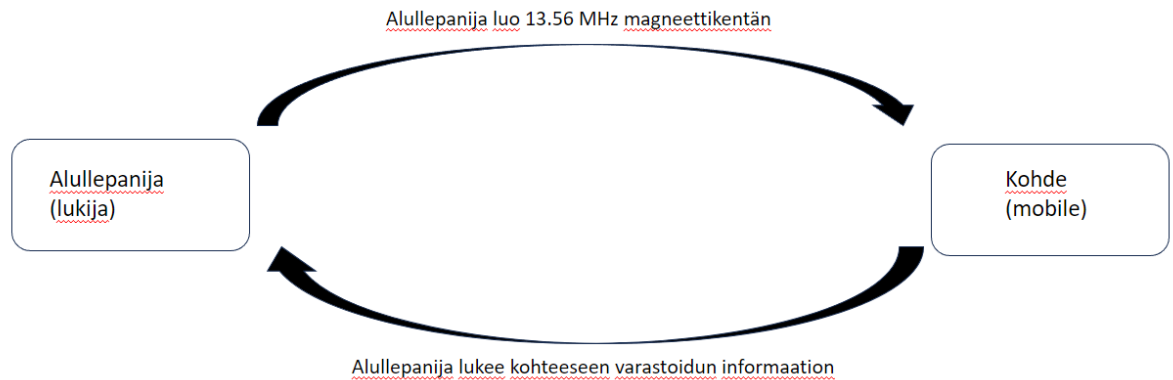 Alullepanija luo 13.56 MHz magneettikentän
Alullepanija
(lukija)
Kohde
(mobile)
Alullepanija lukee kohteeseen varastoidun informaation